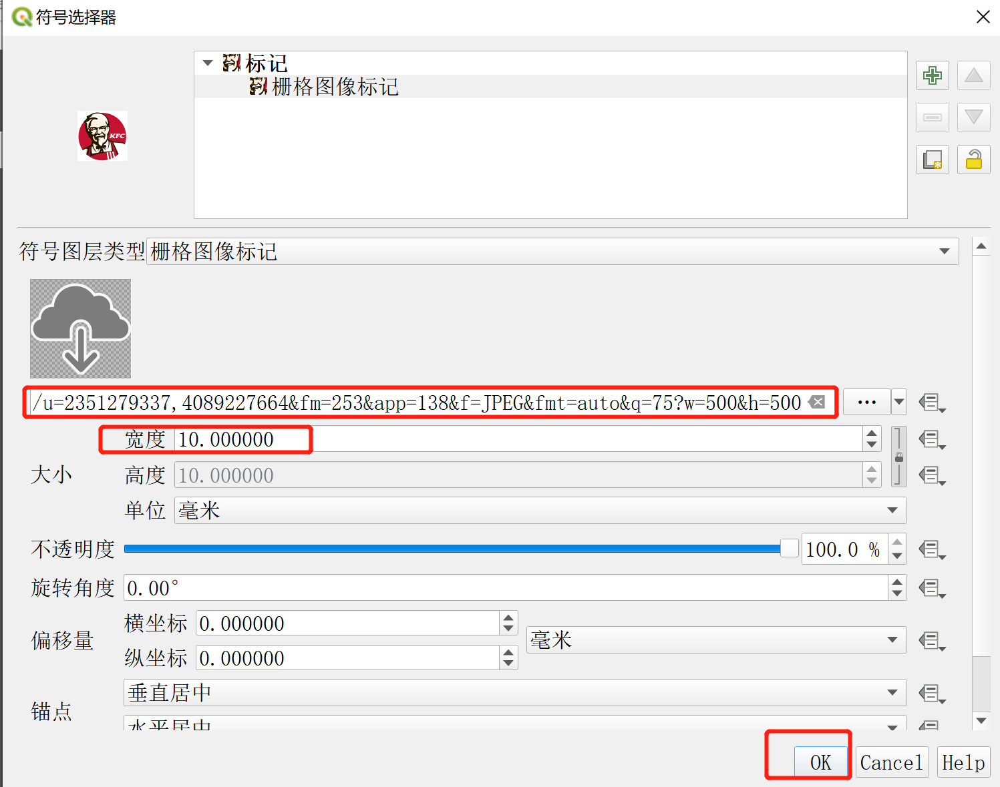 符号选择器
标记
栅格图像标记
KFC
符号图层类型 栅格图像标记
/u=2351279337,4089227664&fm=253&app=138&f=JPEG&fmt=auto&q=75?w=500&h=500
...
宽度 10.000000
大小
高度 10.000000
单位 毫米
不透明度 100.0 %
旋转角度 0.00°
偏移量
横坐标 0.000000
毫米
纵坐标 0.000000
锚点
垂直居中
水平居中
OK Cancel Help